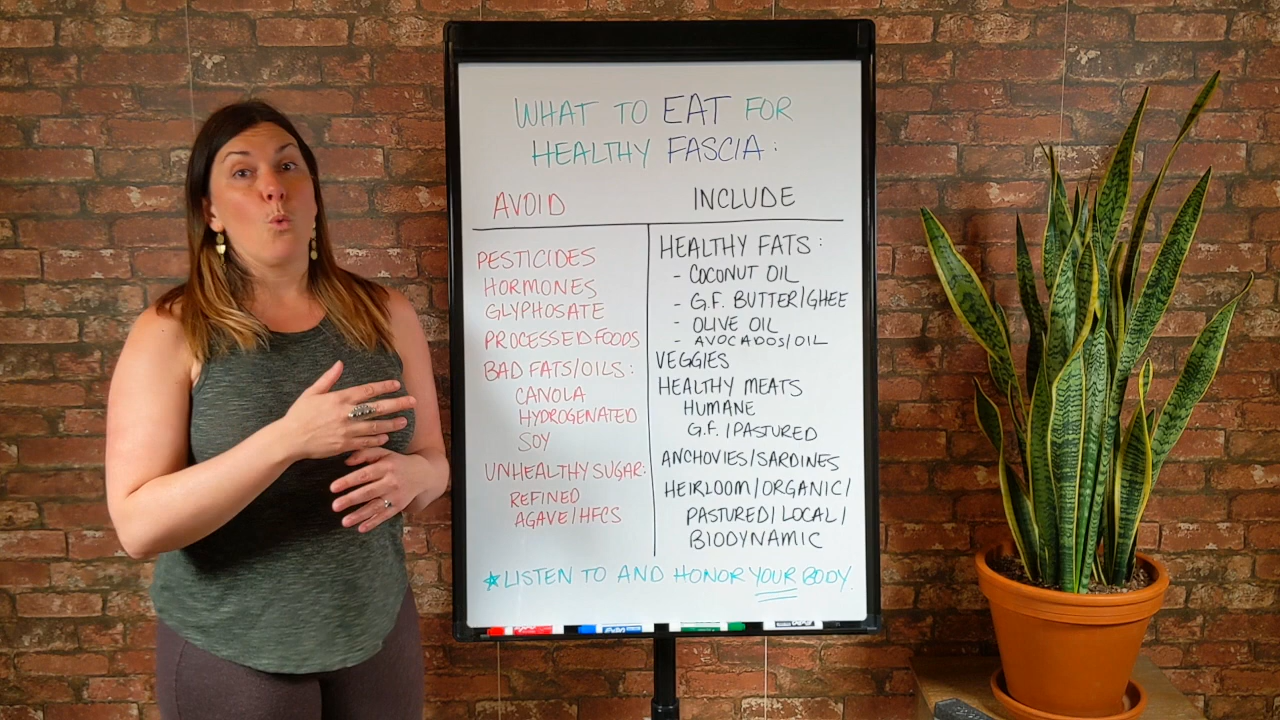 WHAT TO EAT FOR
HEALTHY FASCIA:
AVOID
PESTICIDES
HORMONES
GLYPHOSATE
PROCESSED FOODS
BAD FATS/OILS:
CANOLA
HYDROGENATED
SOY
UNHEALTHY SUGAR:
REFINED
AGAVE/HFCS
INCLUDE
HEALTHY FATS:
- COCONUT OIL
- G.F. BUTTER/GHEE
- OLIVE OIL
- AVOCADOS/OIL
VEGGIES
HEALTHY MEATS
HUMANE
G.F./PASTURED
ANCHOVIES/SARDINES
HEIRLOOM/ORGANIC/
PASTURED/LOCAL/
BIODYNAMIC
☆LISTEN TO AND HONOR YOUR BODY.